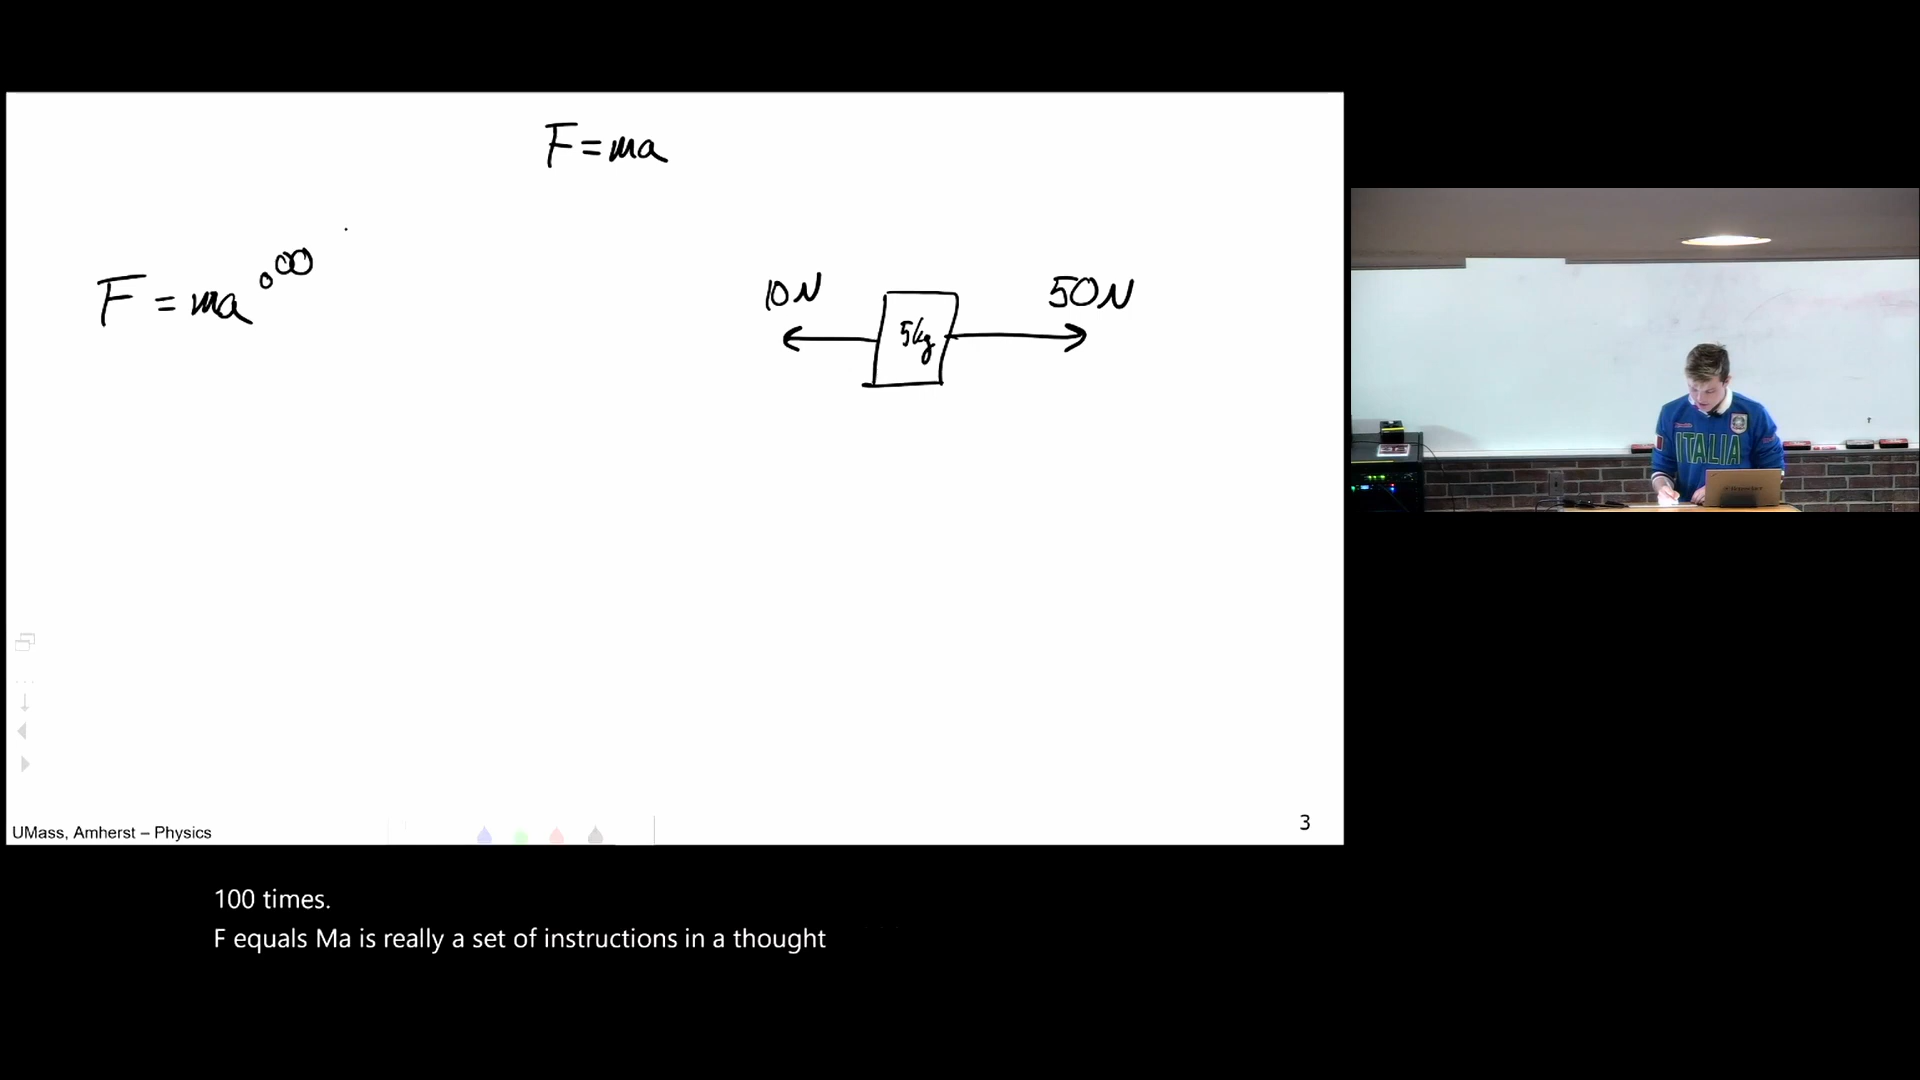 F = ma
F = ma
10N
50N
5kg
ITALIA
UMass, Amherst – Physics
3
100 times.
F equals Ma is really a set of instructions in a thought